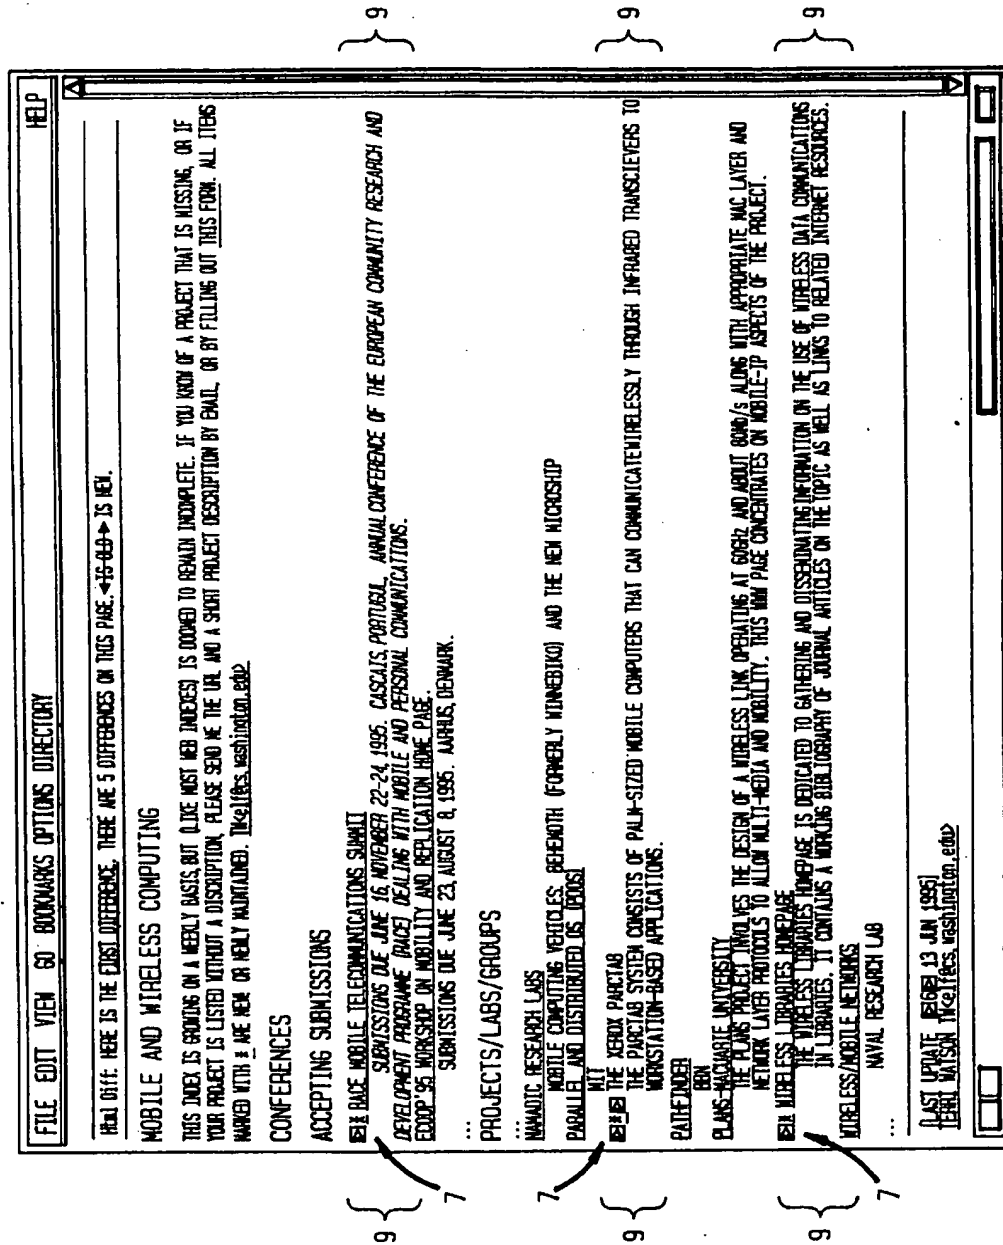 FILE EDIT VIEW GO BOOKMARKS OPTIONS DIRECTORY HELP
Html Diff: HERE IS THE FIRST DIFFERENCE, THERE ARE 5 DIFFERENCES ON THIS PAGE. IS OLD IS NEW.
MOBILE AND WIRELESS COMPUTING
THIS INDEX IS GROWING ON A WEEKLY BASIS, BUT (LIKE MOST WEB INDEXES) IS DOOMED TO REMAIN INCOMPLETE. IF YOU KNOW OF A PROJECT THAT IS MISSING, OR IF
YOUR PROJECT IS LISTED WITHOUT A DISCRIPTION, PLEASE SEND ME THE URL AND A SHORT PROJECT DESCRIPTION BY EMAIL, OR BY FILLING OUT THIS FORM. ALL ITEMS
MARKED WITH * ARE NEW OR NEWLY MAINTAINED.
CONFERENCES
ACCEPTING SUBMISSIONS
* RACE MOBILE TELECOMMUNICATIONS SUMMIT
SUBMISSIONS DUE JUNE 16, NOVEMBER 22-24, 1995. CASCAIS, PORTUGUL, ANNUAL CONFERENCE OF THE EUROPEAN COMMUNITY RESEARCH AND
DEVELOPMENT PROGRAMME (RACE) DEALING WITH MOBILE AND PERSONAL COMMUNICATIONS.
ECOOP'95 WORKSHOP ON MOBILITY AND REPLICATION HOME PAGE.
SUBMISSIONS DUE JUNE 23, AUGUST 8, 1995. AARHUS, DENMARK.
...
PROJECTS/LABS/GROUPS
...
NAMADIC RESEARCH LABS
MOBILE COMPUTING VEHICLES: BEHEMOTH (FORMERLY WINNEBIKO) AND THE NEW MICROSHIP
PARALLEL AND DISTRIBUTED OS (PDOS)
MIT
* THE XEROX PARCTAB
THE PARCTAB SYSTEM CONSISTS OF PALM-SIZED MOBILE COMPUTERS THAT CAN COMMUNICATE WIRELESSLY THROUGH INFRARED TRANSCIEVERS TO
WORKSTATION-BASED APPLICATIONS.
PATHFINDER
BBN
PLANS-MACUARIE UNIVERSITY
THE PLANS PROJECT INVOLVES THE DESIGN OF A WIRELESS LINK OPERATING AT 60GHz AND ABOUT 80Mb/s ALONG WITH APPROPRIATE MAC LAYER AND
NETWORK LAYER PROTOCOLS TO ALLOW MULTI-MEDIA AND MOBILITY. THIS WWW PAGE CONCENTRATES ON MOBILE-IP ASPECTS OF THE PROJECT.
* WIRELESS LIBRARIES HOMEPAGE
THE WIRELESS LIBRARIES HOMEPAGE IS DEDICATED TO GATHERING AND DISSEMINATING INFORMATION ON THE USE OF WIRELESS DATA COMMUNICATIONS
IN LIBRARIES. IT CONTAINS A WORKING BIBLIOGRAPHY OF JOURNAL ARTICLES ON THE TOPIC AS WELL AS LINKS TO RELATED INTERNET RESOURCES.
WIRELESS/MOBILE NETWORKS
NAVAL RESEARCH LAB
...
[LAST UPDATE 13 JUN 1995]
TERRI WATSON
7
7
7
9
9
9
9
9
9